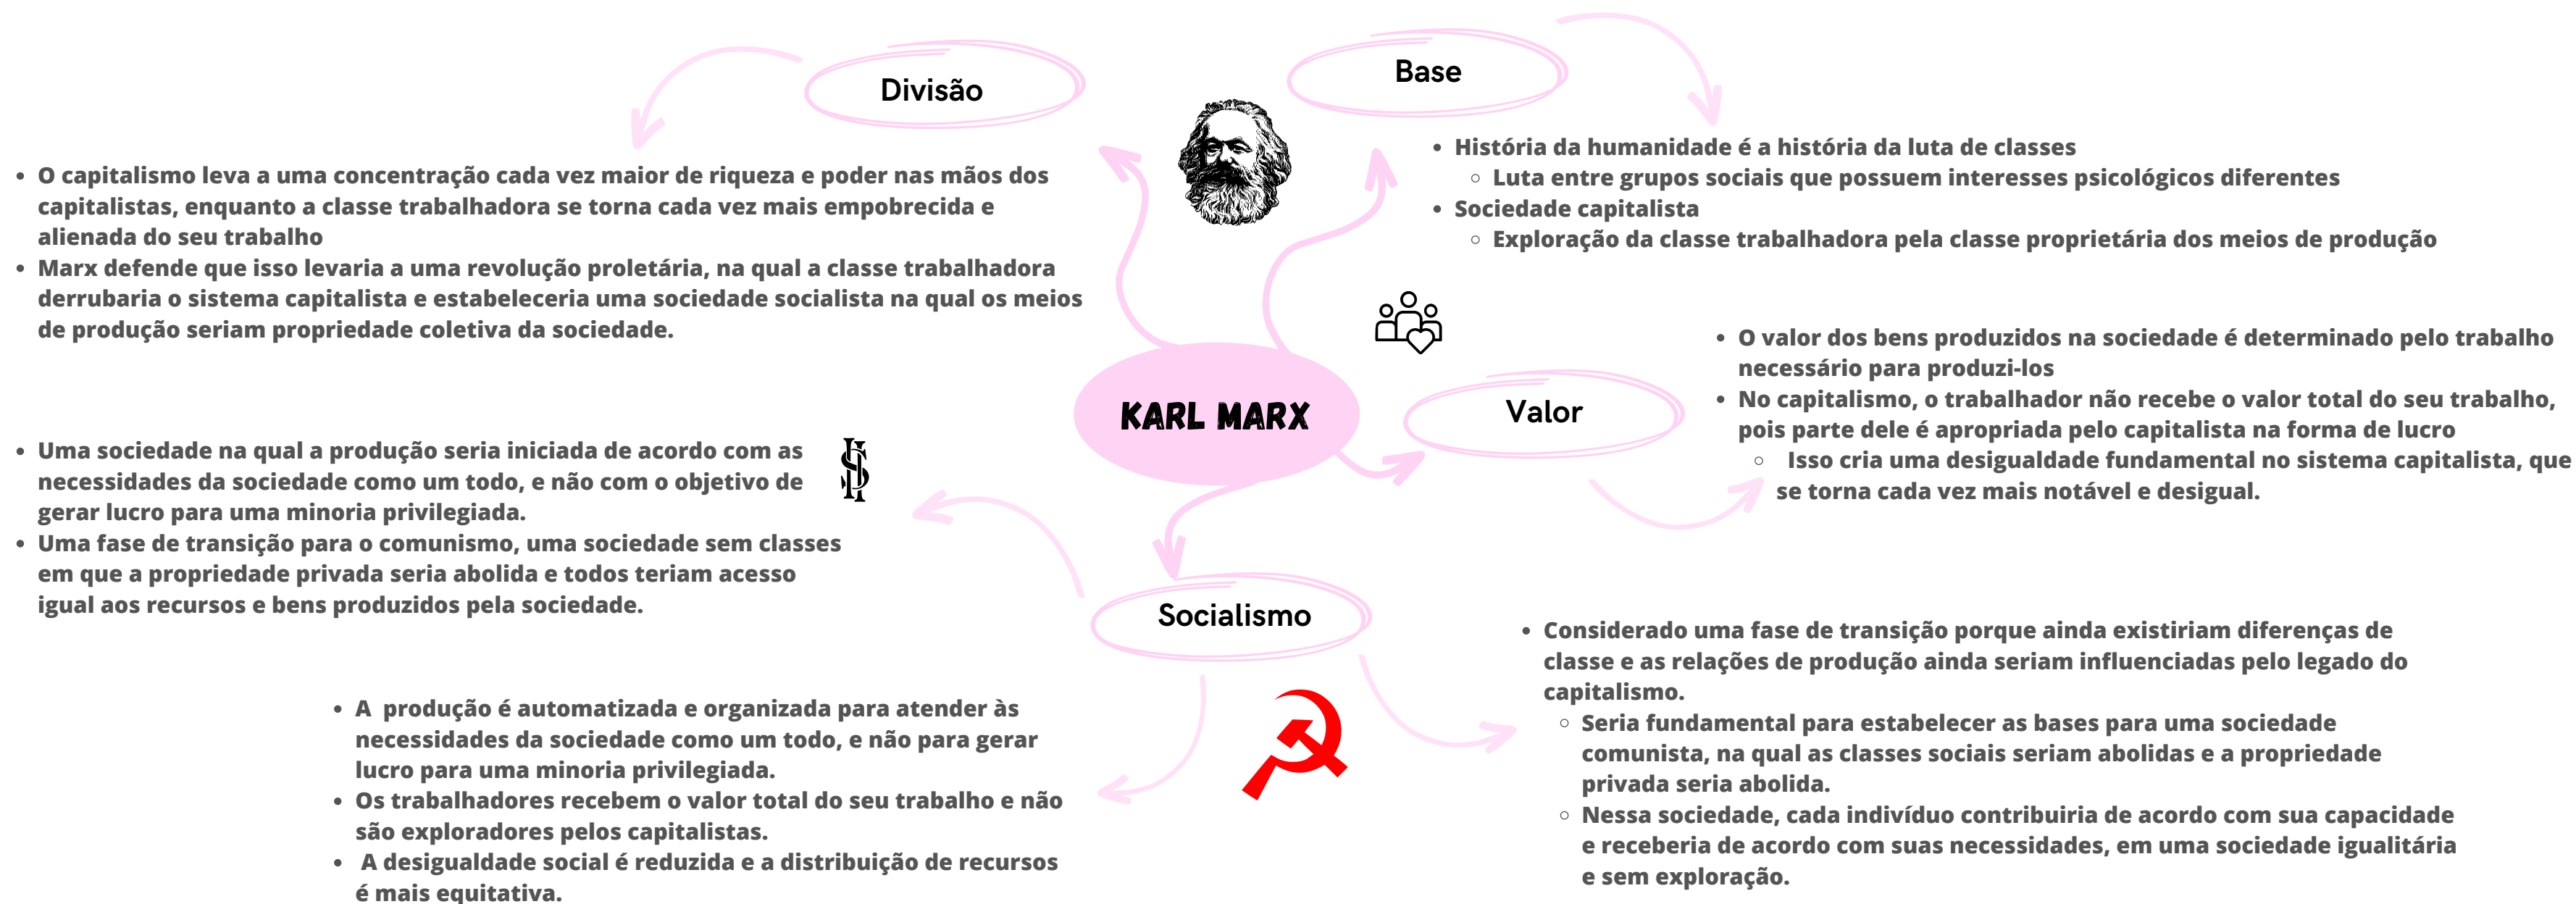 Divisão
O capitalismo leva a uma concentração cada vez maior de riqueza e poder nas mãos dos
capitalistas, enquanto a classe trabalhadora se torna cada vez mais empobrecida e
alienada do seu trabalho
Marx defende que isso levaria a uma revolução proletária, na qual a classe trabalhadora
derrubaria o sistema capitalista e estabeleceria uma sociedade socialista na qual os meios
de produção seriam propriedade coletiva da sociedade.
Base
História da humanidade é a história da luta de classes
Luta entre grupos sociais que possuem interesses psicológicos diferentes
Sociedade capitalista
Exploração da classe trabalhadora pela classe proprietária dos meios de produção
KARL MARX
Valor
O valor dos bens produzidos na sociedade é determinado pelo trabalho
necessário para produzi-los
No capitalismo, o trabalhador não recebe o valor total do seu trabalho,
pois parte dele é apropriada pelo capitalista na forma de lucro
Isso cria uma desigualdade fundamental no sistema capitalista, que
se torna cada vez mais notável e desigual.
Uma sociedade na qual a produção seria iniciada de acordo com as
necessidades da sociedade como um todo, e não com o objetivo de
gerar lucro para uma minoria privilegiada.
Uma fase de transição para o comunismo, uma sociedade sem classes
em que a propriedade privada seria abolida e todos teriam acesso
igual aos recursos e bens produzidos pela sociedade.
Socialismo
A produção é automatizada e organizada para atender às
necessidades da sociedade como um todo, e não para gerar
lucro para uma minoria privilegiada.
Os trabalhadores recebem o valor total do seu trabalho e não
são exploradores pelos capitalistas.
A desigualdade social é reduzida e a distribuição de recursos
é mais equitativa.
Considerado uma fase de transição porque ainda existiriam diferenças de
classe e as relações de produção ainda seriam influenciadas pelo legado do
capitalismo.
Seria fundamental para estabelecer as bases para uma sociedade
comunista, na qual as classes sociais seriam abolidas e a propriedade
privada seria abolida.
Nessa sociedade, cada indivíduo contribuiria de acordo com sua capacidade
e receberia de acordo com suas necessidades, em uma sociedade igualitária
e sem exploração.